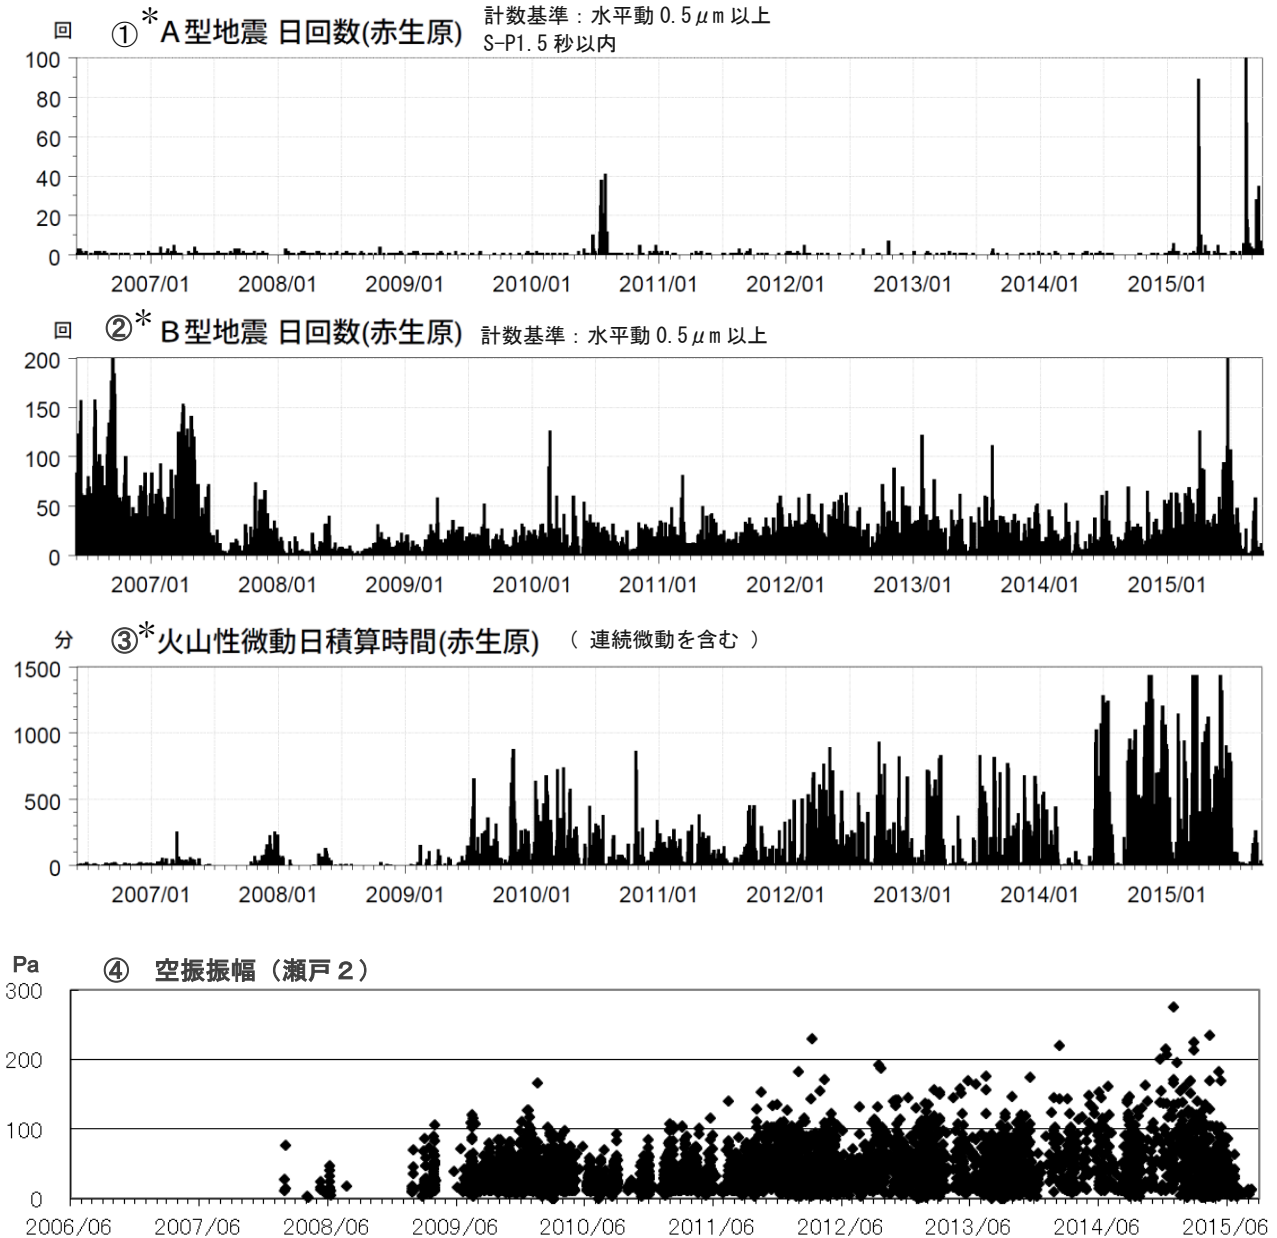 回 ①*A型地震 日回数(赤生原) 計数基準：水平動0.5μm以上
S-P1.5秒以内
100
80
60
40
20
0
2007/01 2008/01 2009/01 2010/01 2011/01 2012/01 2013/01 2014/01 2015/01
回 ②*B型地震 日回数(赤生原) 計数基準：水平動0.5μm以上
200
150
100
50
0
2007/01 2008/01 2009/01 2010/01 2011/01 2012/01 2013/01 2014/01 2015/01
分 ③*火山性微動日積算時間(赤生原) （ 連続微動を含む ）
1500
1000
500
0
2007/01 2008/01 2009/01 2010/01 2011/01 2012/01 2013/01 2014/01 2015/01
Pa ④ 空振振幅（瀬戸２）
300
200
100
0
2006/06 2007/06 2008/06 2009/06 2010/06 2011/06 2012/06 2013/06 2014/06 2015/06